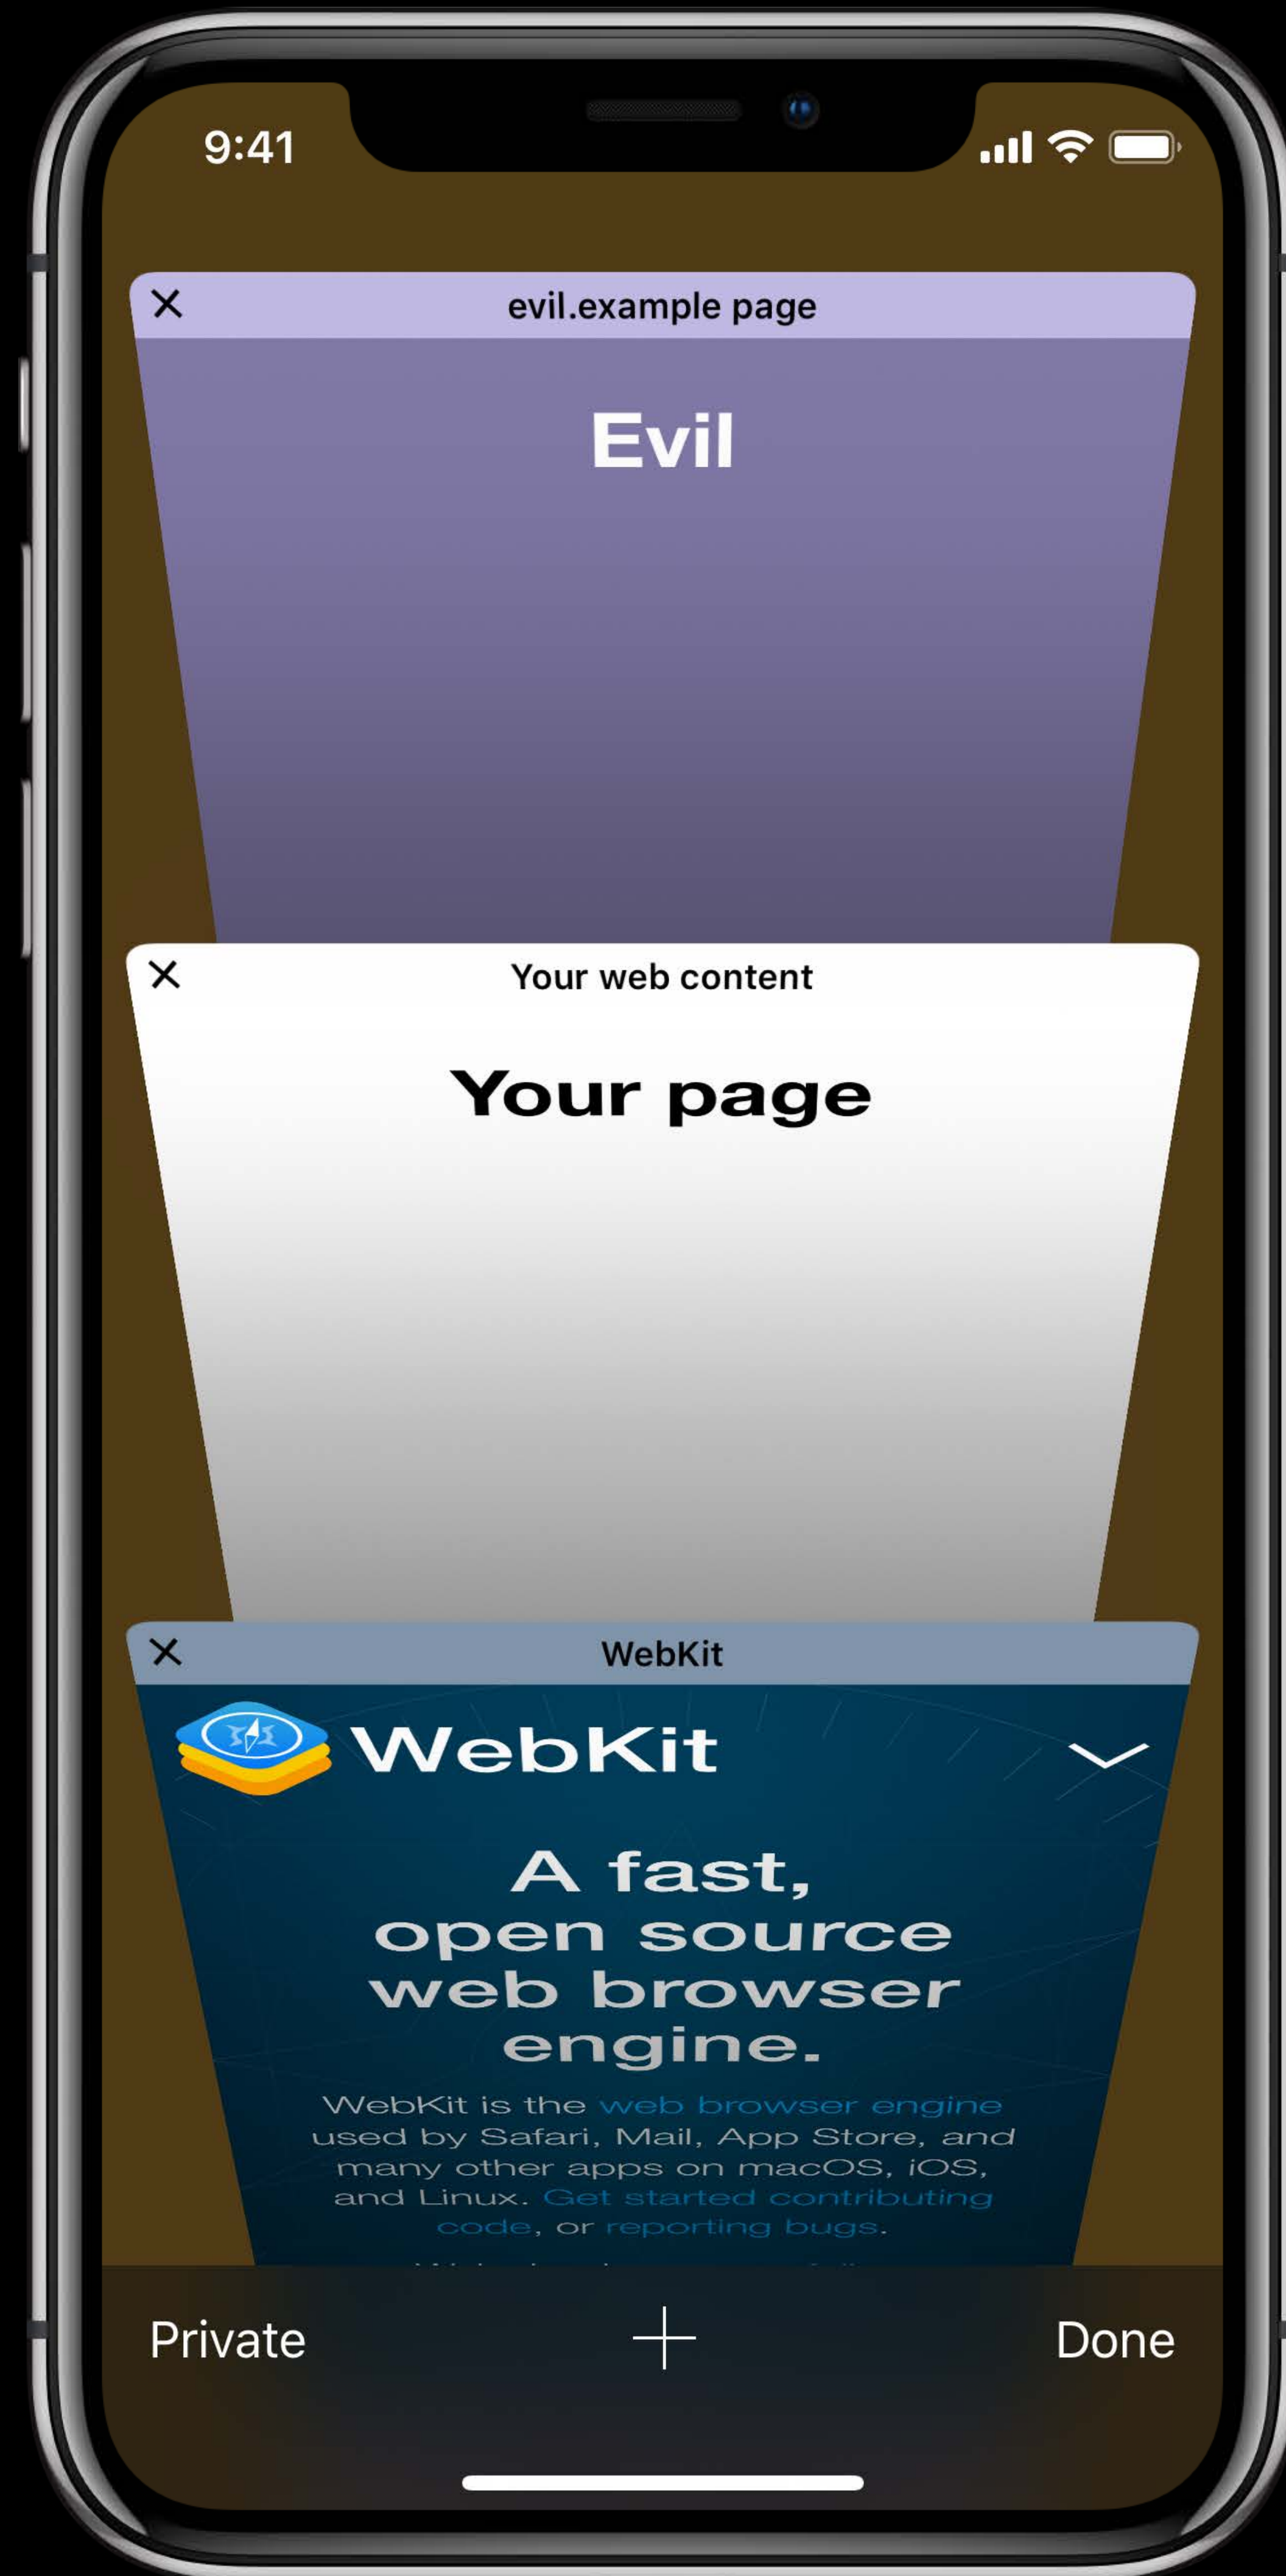 9:41
evil.example page
Evil
Your web content
Your page
WebKit
WebKit
A fast,
open source
web browser
engine.
WebKit is the web browser engine
used by Safari, Mail, App Store, and
many other apps on macOS, iOS,
and Linux. Get started contributing
code, or reporting bugs.
Private
Done